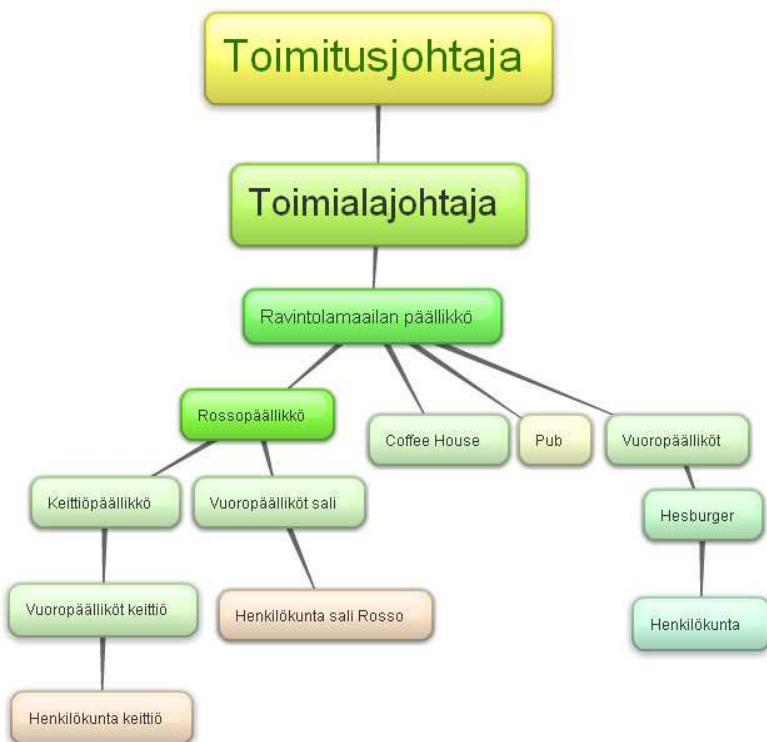 Toimitusjohtaja
Toimialajohtaja
Ravintolamaailan päällikkö
Rossopäällikkö
Coffee House
Pub
Vuoropäälliköt
Keittiöpäällikkö
Vuoropäälliköt sali
Hesburger
Vuoropäälliköt keittiö
Henkilökunta sali Rosso
Henkilökunta
Henkilökunta keittiö